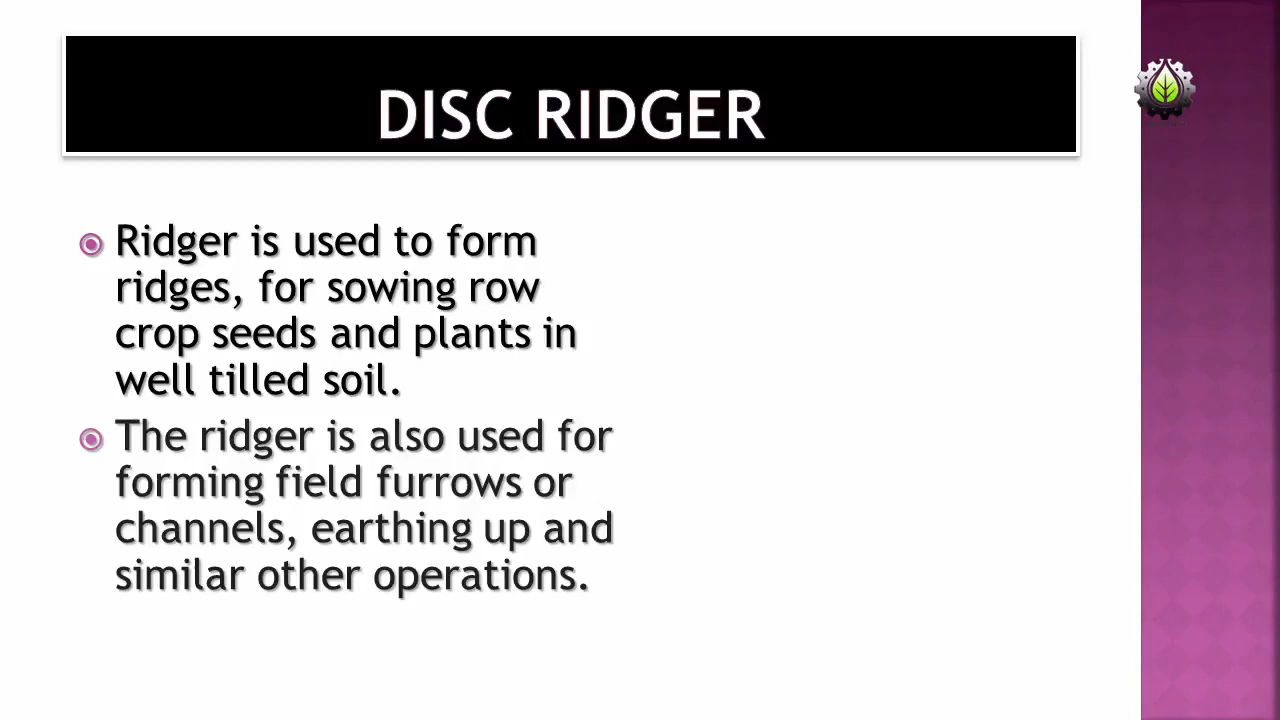 DISC RIDGER
Ridger is used to form
ridges, for sowing row
crop seeds and plants in
well tilled soil.
The ridger is also used for
forming field furrows or
channels, earthing up and
similar other operations.